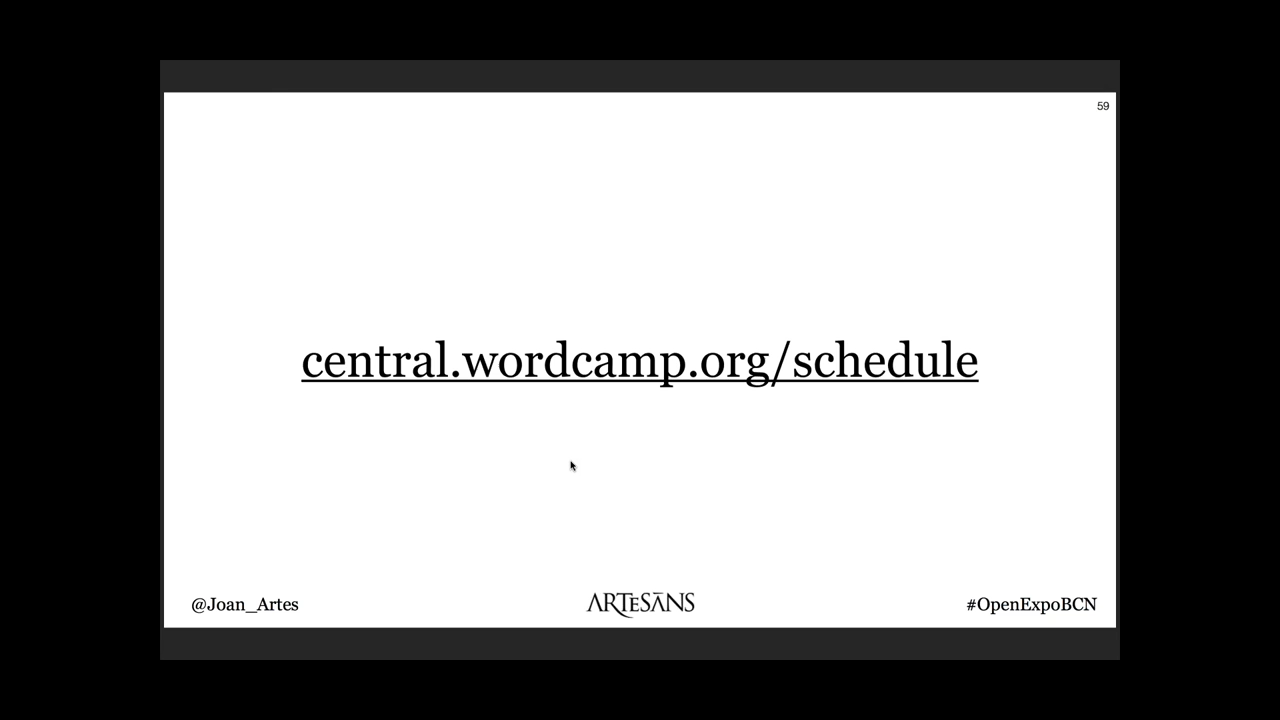 59
central.wordcamp.org/schedule
@Joan_Artes
ARTESANS
#OpenExpoBCN